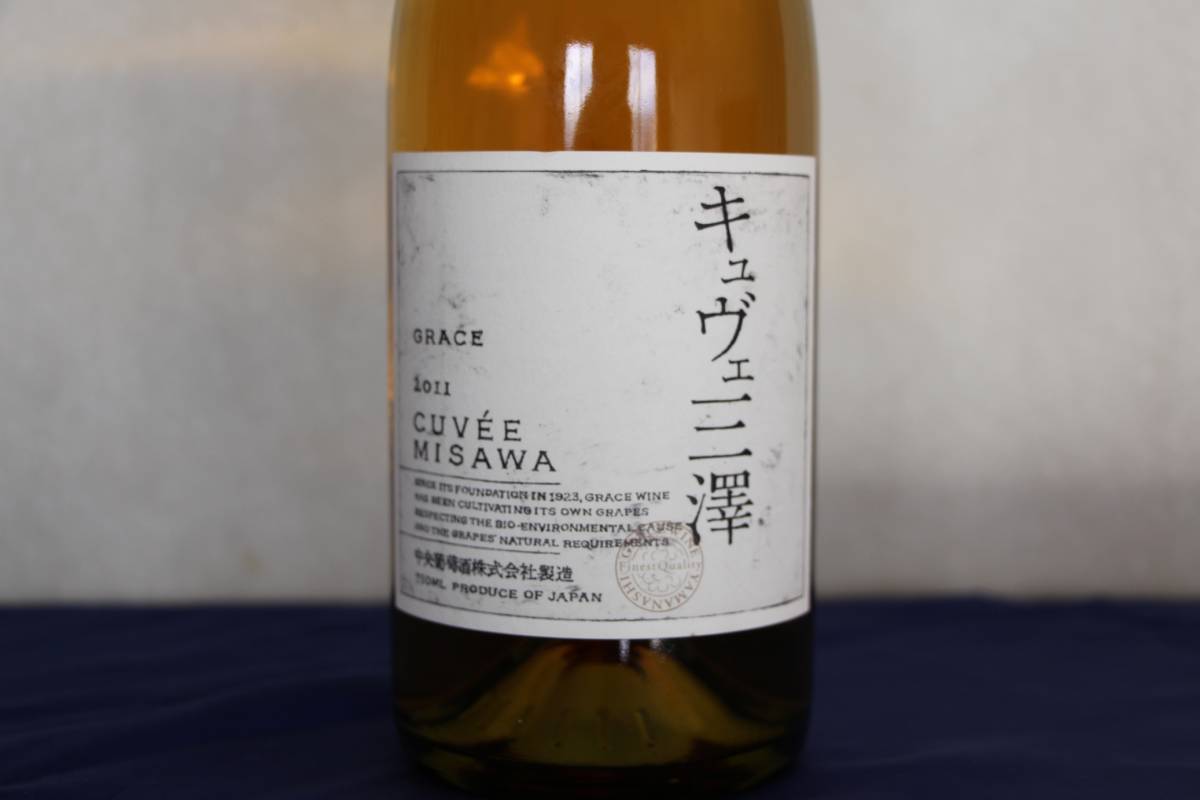 キュヴェ三澤
GRACE
2011
CUVÉE
MISAWA
SINCE ITS FOUNDATION IN 1923, GRACE WINE
HAS BEEN CULTIVATING ITS OWN GRAPES
RESPECTING THE BIO-ENVIRONMENTAL CAUSE
AND THE GRAPES' NATURAL REQUIREMENTS
中央葡萄酒株式会社製造
750ML PRODUCE OF JAPAN
GRACE WINE YAMANASHI
Finest Quality